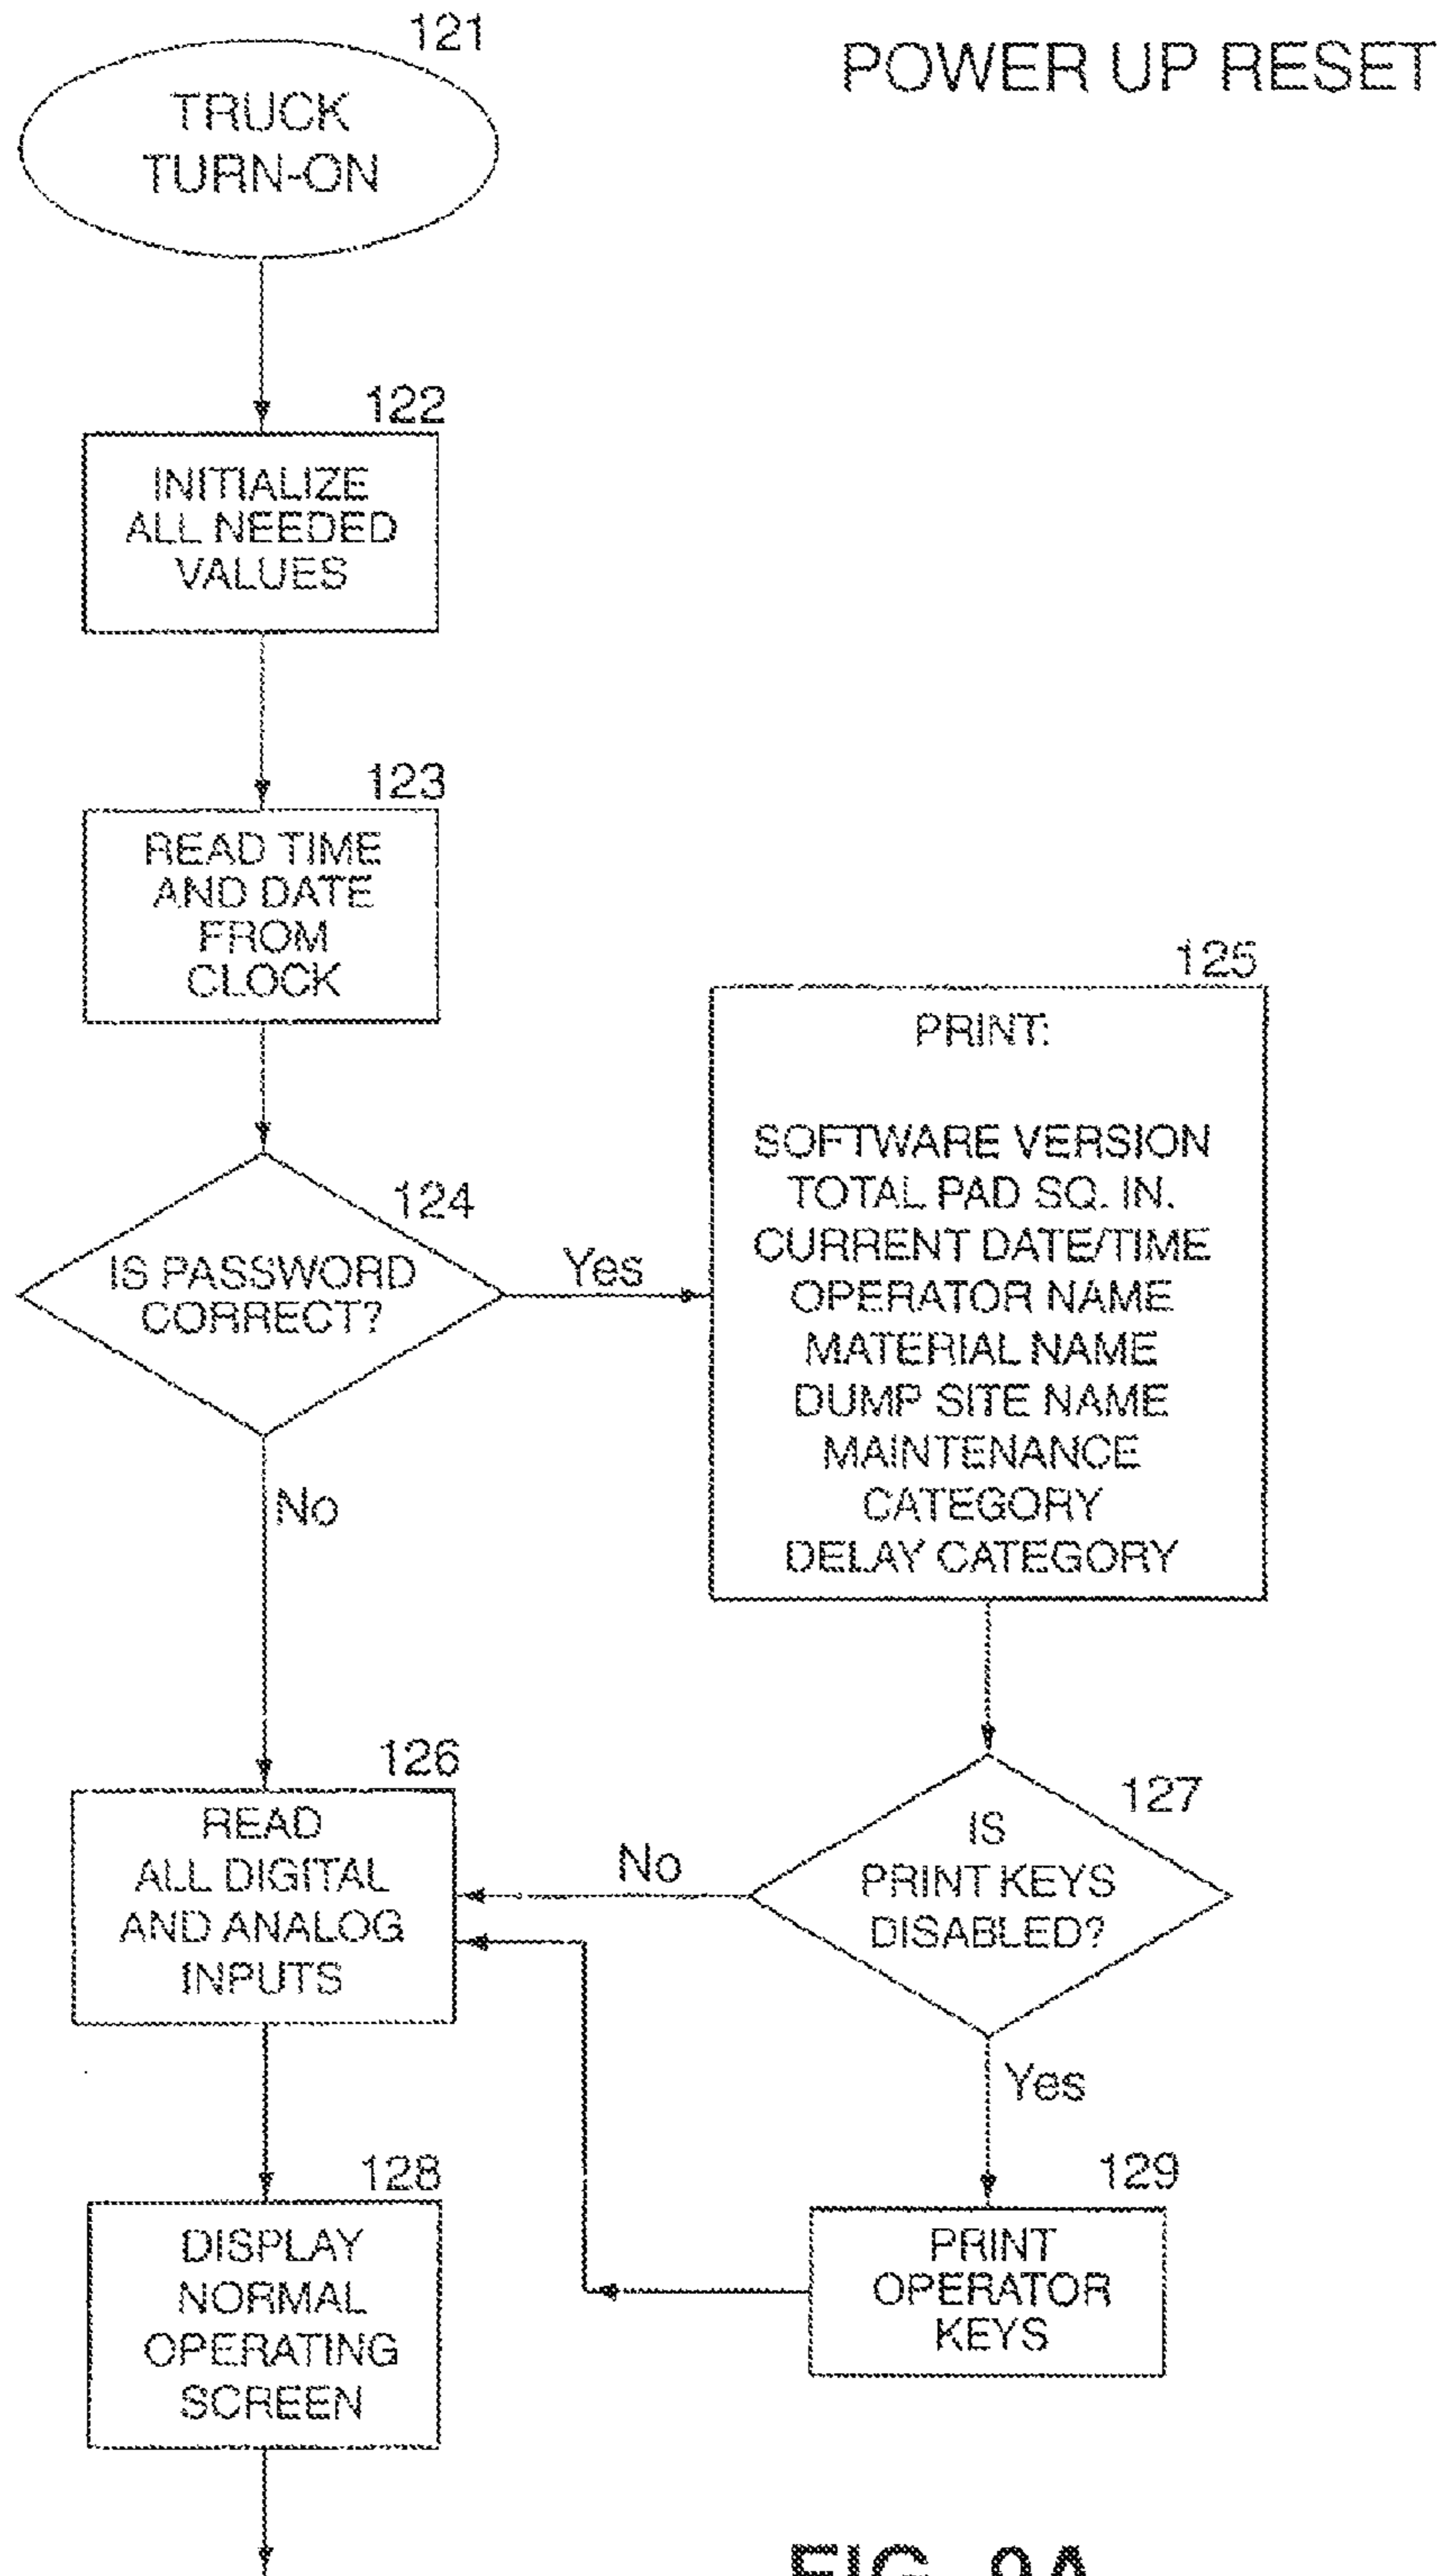 121
POWER UP RESET
TRUCK
TURN-ON
122
INITIALIZE
ALL NEEDED
VALUES
123
READ TIME
AND DATE
FROM
CLOCK
124
IS PASSWORD
CORRECT?
Yes
No
125
PRINT:
SOFTWARE VERSION
TOTAL PAD SQ. IN.
CURRENT DATE/TIME
OPERATOR NAME
MATERIAL NAME
DUMP SITE NAME
MAINTENANCE
CATEGORY
DELAY CATEGORY
126
READ
ALL DIGITAL
AND ANALOG
INPUTS
127
IS
PRINT KEYS
DISABLED?
No
Yes
128
DISPLAY
NORMAL
OPERATING
SCREEN
129
PRINT
OPERATOR
KEYS
FIG. 9A